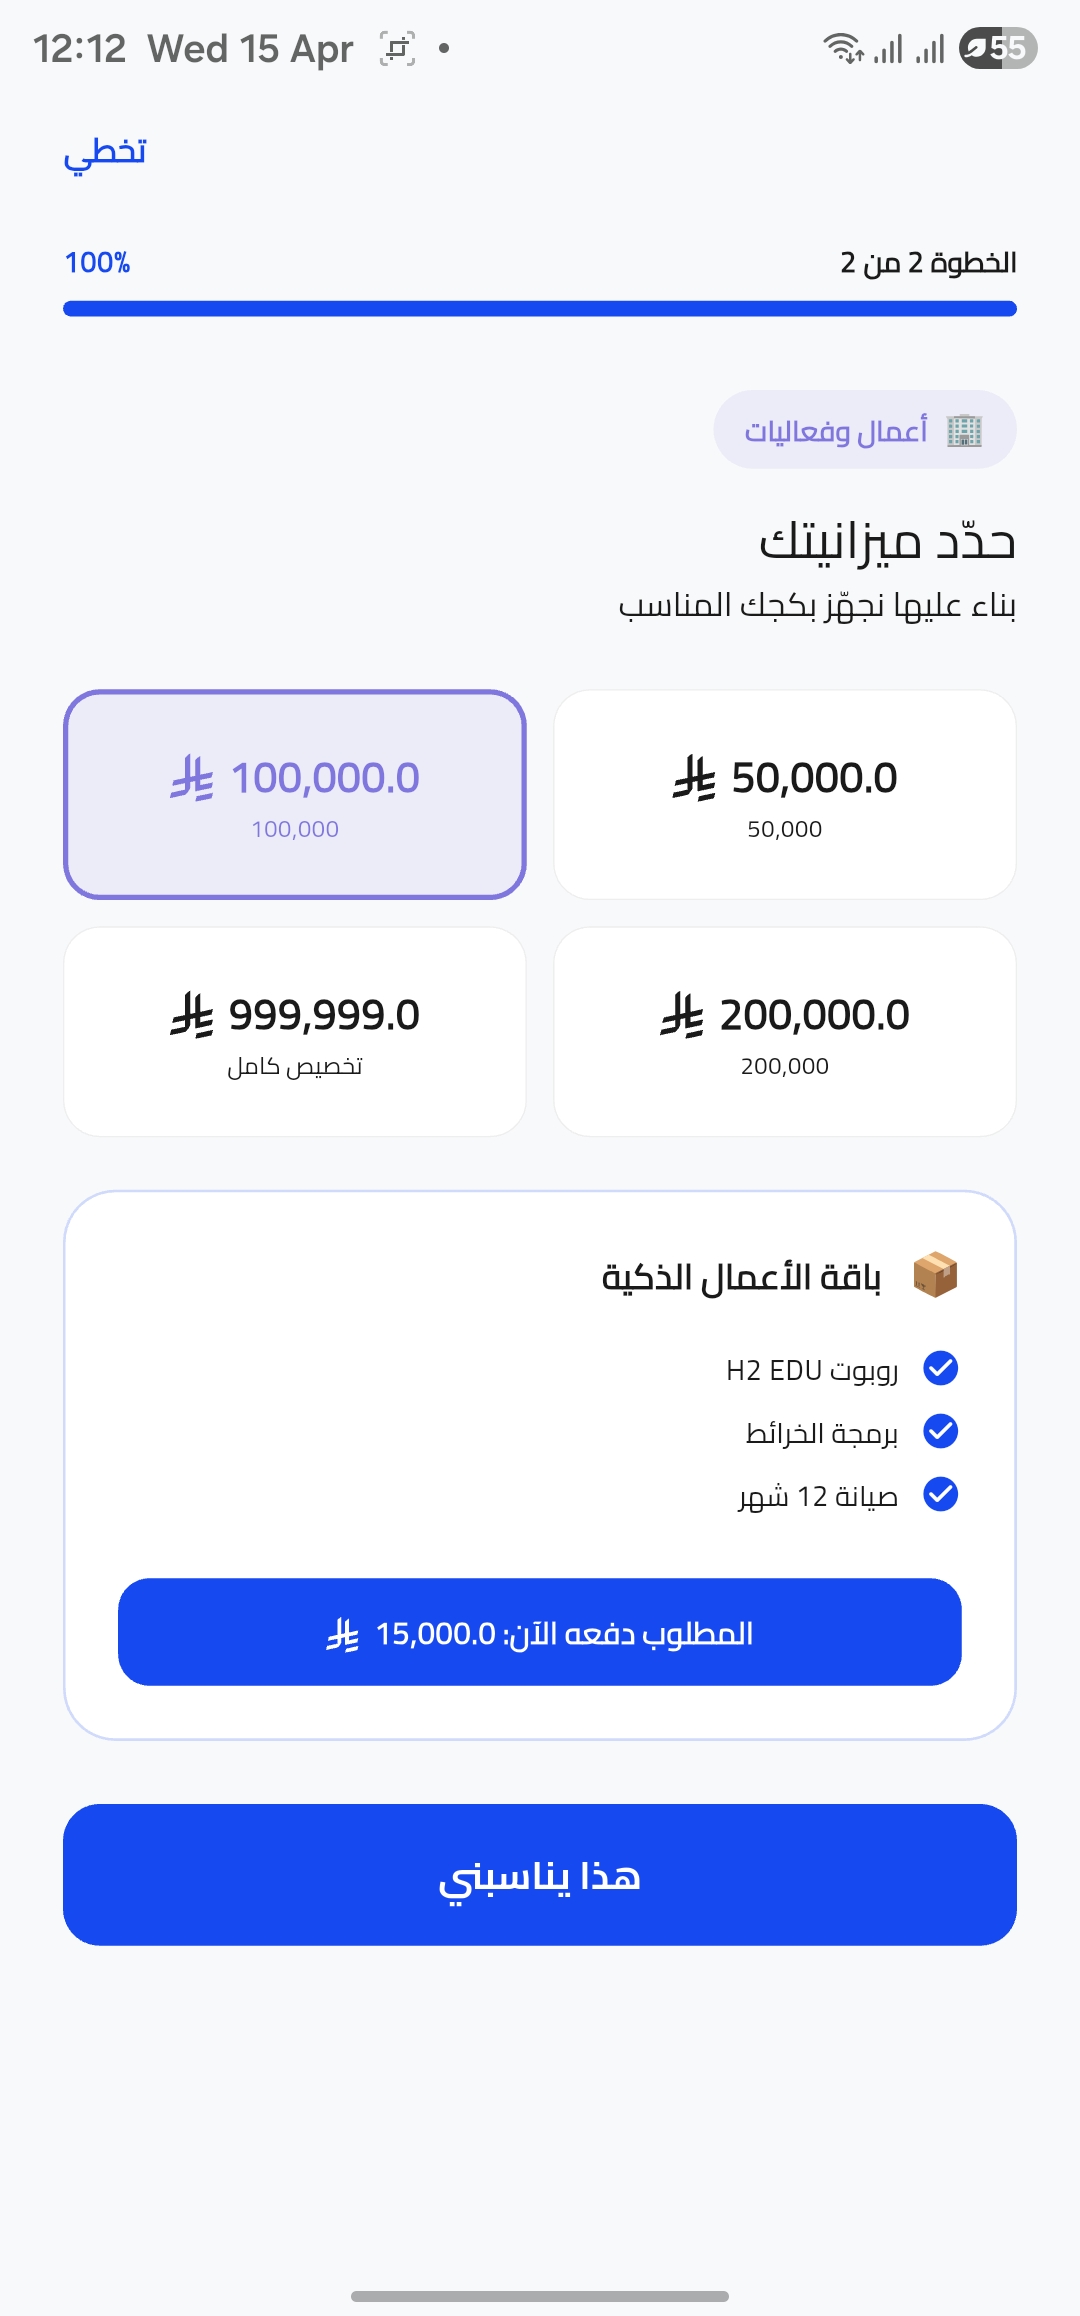 12:12 Wed 15 Apr
55
تخطي
الخطوة 2 من 2
100%
أعمال وفعاليات
حدّد ميزانيتك
بناء عليها نجهّز بكجك المناسب
50,000.0
50,000
100,000.0
100,000
200,000.0
200,000
999,999.0
تخصيص كامل
باقة الأعمال الذكية
روبوت H2 EDU
برمجة الخرائط
صيانة 12 شهر
المطلوب دفعه الآن: 15,000.0
هذا يناسبني